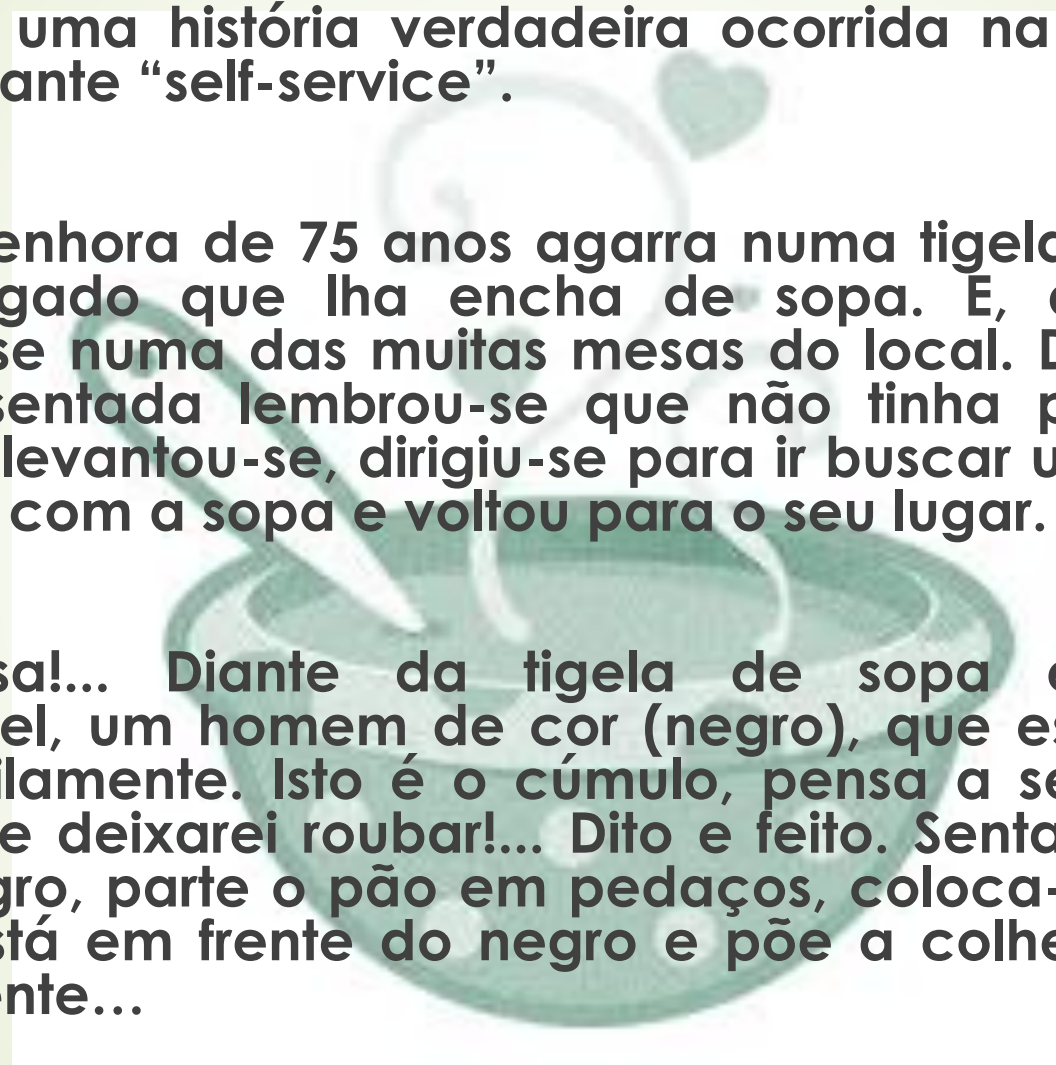 uma história verdadeira ocorrida na
ante “self-service”.
enhora de 75 anos agarra numa tigela
gado que lha encha de sopa. E,
se numa das muitas mesas do local.
sentada lembrou-se que não tinha
levantou-se, dirigiu-se para ir buscar
com a sopa e voltou para o seu lugar.
sa!... Diante da tigela de sopa
el, um homem de cor (negro), que es
ilamente. Isto é o cúmulo, pensa a se
e deixarei roubar!... Dito e feito. Senta
gro, parte o pão em pedaços, coloca-
stá em frente do negro e põe a colhe
ente...